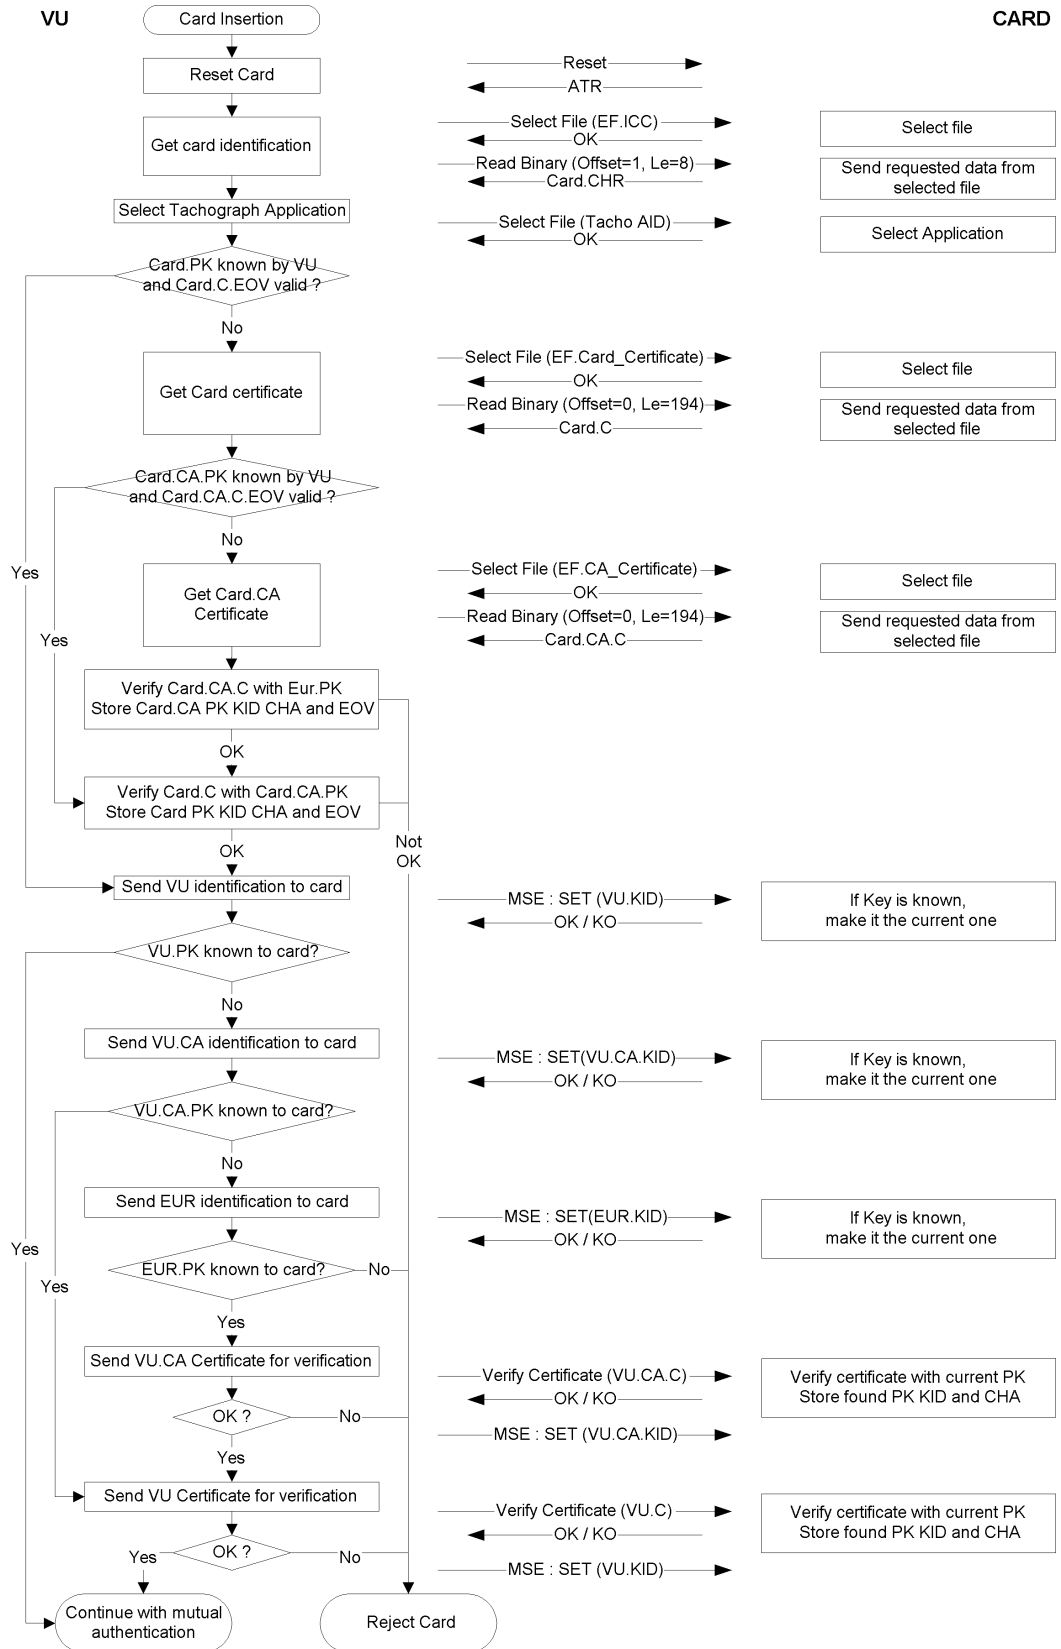 VU
CARD
Card Insertion
Reset Card
Reset
ATR
Get card identification
Select File (EF.ICC)
OK
Select file
Read Binary (Offset=1, Le=8)
Card.CHR
Send requested data from
selected file
Select Tachograph Application
Select File (Tacho AID)
OK
Select Application
Card.PK known by VU
and Card.C.EOV valid ?
No
Get Card certificate
Select File (EF.Card_Certificate)
OK
Select file
Read Binary (Offset=0, Le=194)
Card.C
Send requested data from
selected file
Card.CA.PK known by VU
and Card.CA.C.EOV valid ?
No
Yes
Get Card.CA
Certificate
Select File (EF.CA_Certificate)
OK
Select file
Read Binary (Offset=0, Le=194)
Card.CA.C
Send requested data from
selected file
Yes
Verify Card.CA.C with Eur.PK
Store Card.CA PK KID CHA and EOV
OK
Verify Card.C with Card.CA.PK
Store Card PK KID CHA and EOV
Not
OK
OK
Send VU identification to card
MSE : SET (VU.KID)
OK / KO
If Key is known,
make it the current one
VU.PK known to card?
No
Send VU.CA identification to card
MSE : SET(VU.CA.KID)
OK / KO
If Key is known,
make it the current one
VU.CA.PK known to card?
No
Send EUR identification to card
MSE : SET(EUR.KID)
OK / KO
If Key is known,
make it the current one
Yes
EUR.PK known to card?
No
Yes
Yes
Send VU.CA Certificate for verification
Verify Certificate (VU.CA.C)
OK / KO
Verify certificate with current PK
Store found PK KID and CHA
OK ?
No
MSE : SET (VU.CA.KID)
Yes
Send VU Certificate for verification
Verify Certificate (VU.C)
OK / KO
Verify certificate with current PK
Store found PK KID and CHA
OK ?
Yes
No
MSE : SET (VU.KID)
Continue with mutual
authentication
Reject Card